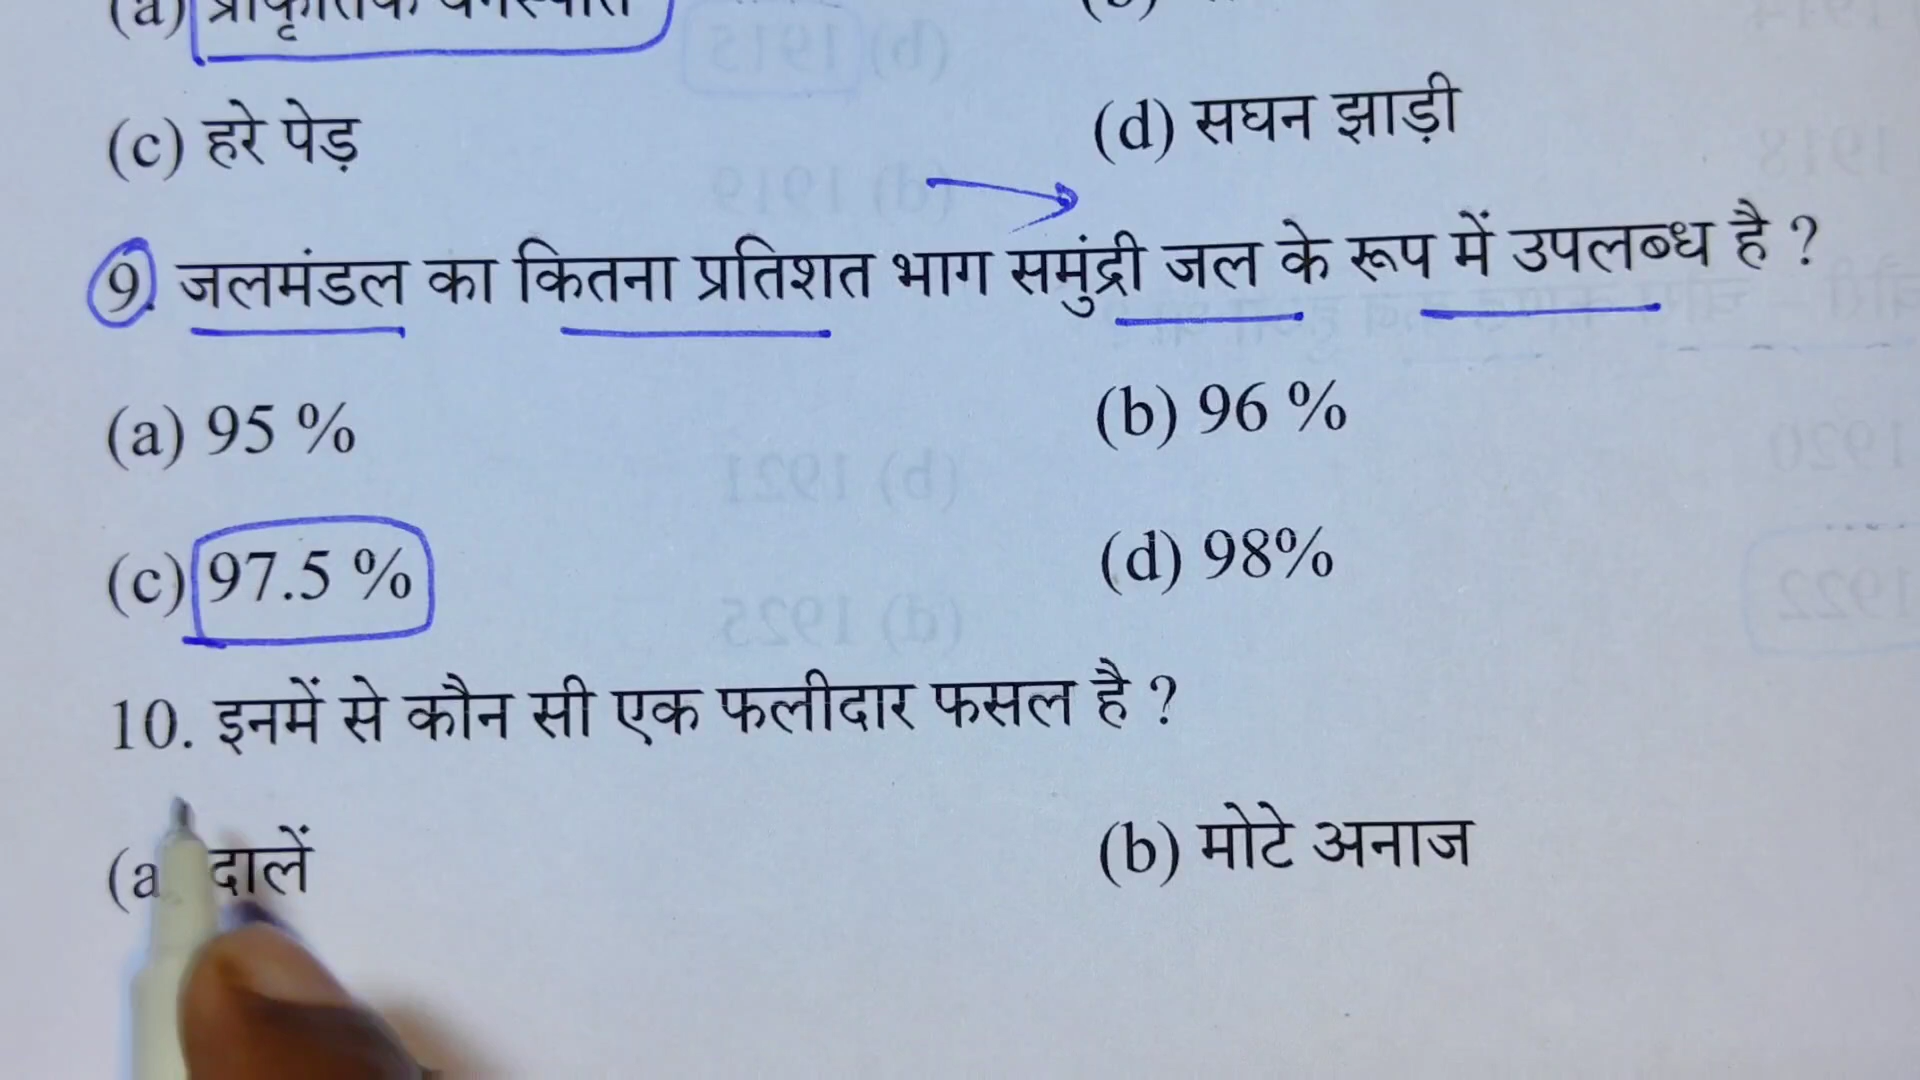 (c) हरे पेड़ (d) सघन झाड़ी
9. जलमंडल का कितना प्रतिशत भाग समुंद्री जल के रूप में उपलब्ध है ?
(a) 95 % (b) 96 %
(c) 97.5 % (d) 98%
10. इनमें से कौन सी एक फलीदार फसल है ?
(a दालें (b) मोटे अनाज